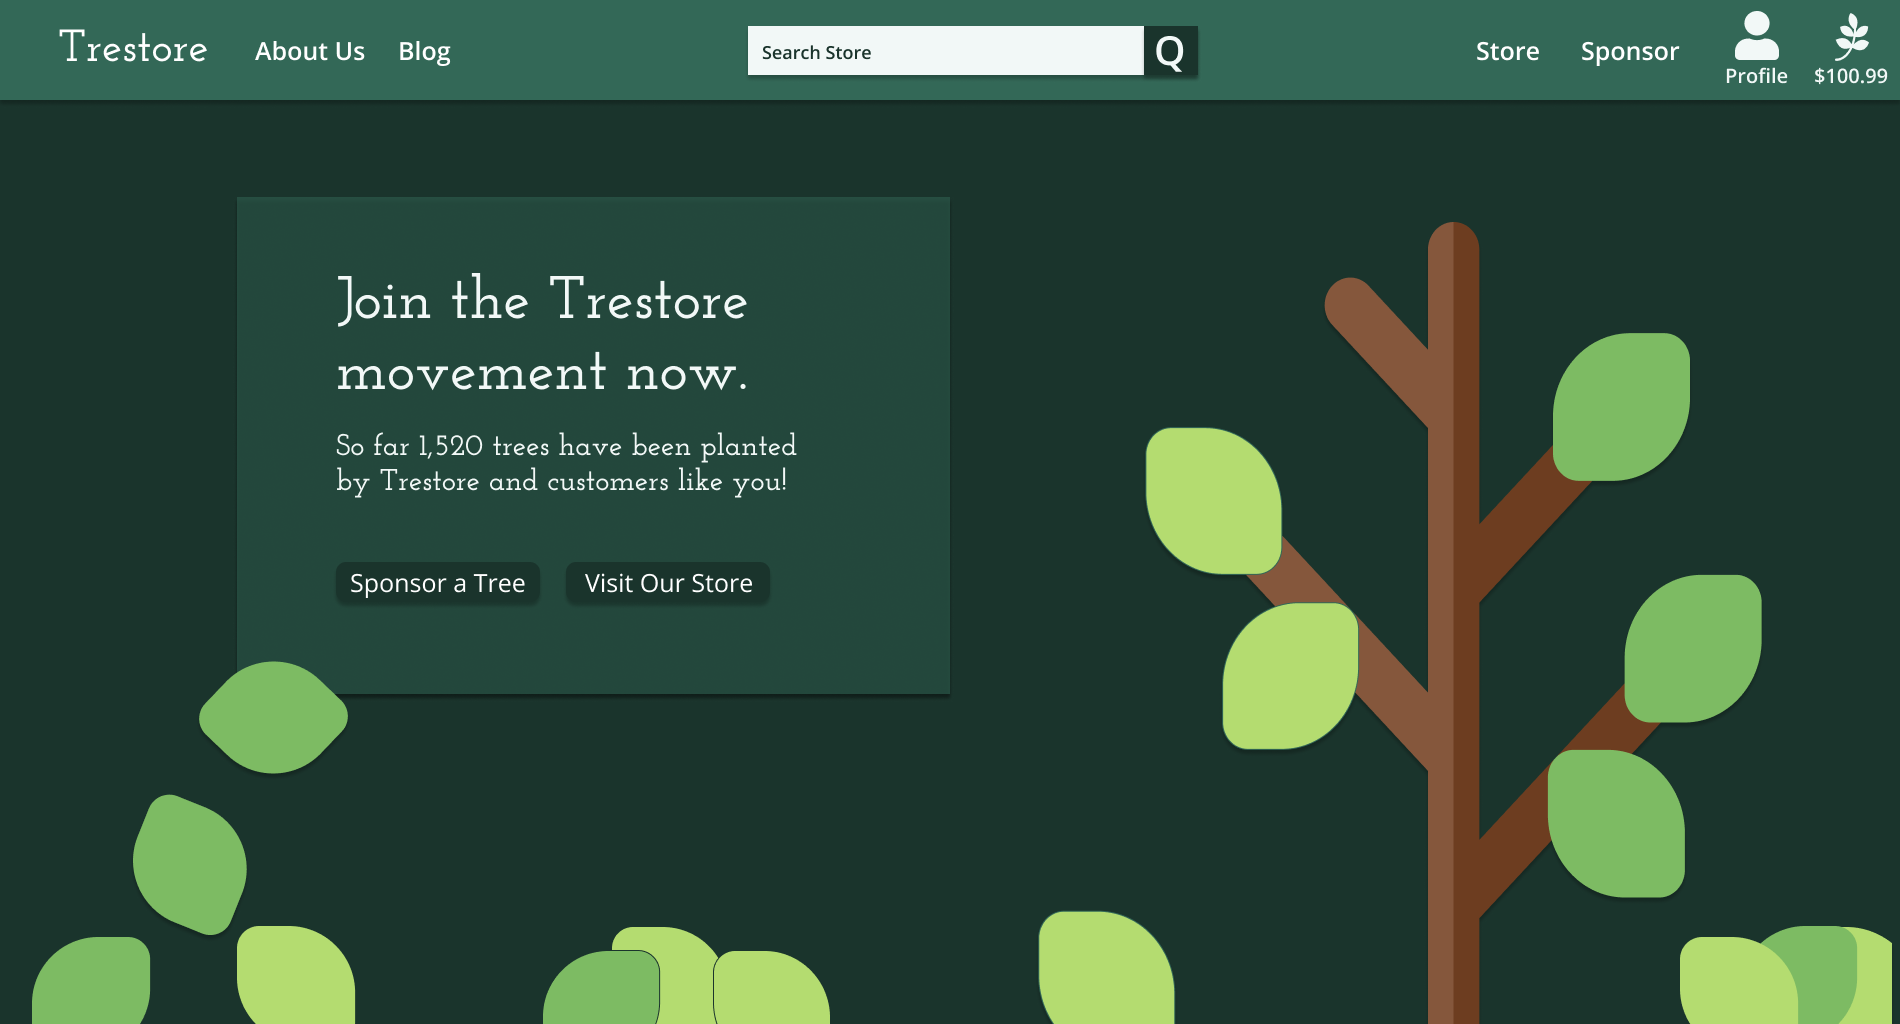 Trestore
About Us
Blog
Search Store
Q
Store
Sponsor
Profile
$100.99
Join the Trestore
movement now.
So far 1,520 trees have been planted
by Trestore and customers like you!
Sponsor a Tree
Visit Our Store